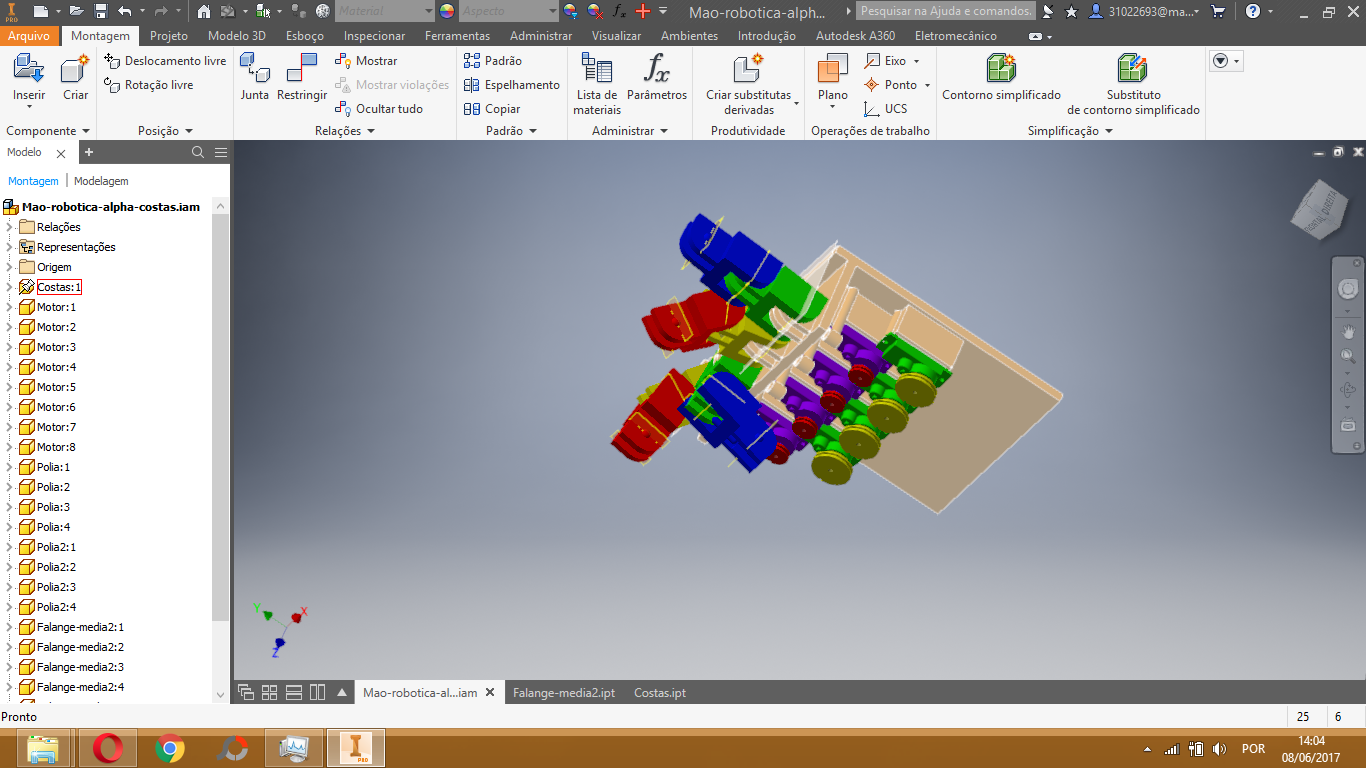 PRO
Material
Aspecto
fx
Mao-robotica-alpha-...
Pesquisar na Ajuda e comandos.
31022693@ma...
Arquivo Montagem Projeto Modelo 3D Esboço Inspecionar Ferramentas Administrar Visualizar Ambientes Introdução Autodesk A360 Eletromecânico
Inserir
Criar
Componente
Deslocamento livre
Rotação livre
Posição
Junta
Restringir
Mostrar
Mostrar violações
Ocultar tudo
Relações
Padrão
Espelhamento
Copiar
Padrão
Lista de materiais
fx
Parâmetros
Administrar
Criar substitutas derivadas
Produtividade
Plano
Eixo
Ponto
UCS
Operações de trabalho
Contorno simplificado
Substituto de contorno simplificado
Simplificação
Modelo
Montagem | Modelagem
Mao-robotica-alpha-costas.iam
Relações
Representações
Origem
Costas:1
Motor:1
Motor:2
Motor:3
Motor:4
Motor:5
Motor:6
Motor:7
Motor:8
Polia:1
Polia:2
Polia:3
Polia:4
Polia2:1
Polia2:2
Polia2:3
Polia2:4
Falange-media2:1
Falange-media2:2
Falange-media2:3
Falange-media2:4
FRONTAL
DIREITA
Y
X
Z
Mao-robotica-al...iam
Falange-media2.ipt
Costas.ipt
Pronto
25
6
PRO
POR
14:04
08/06/2017